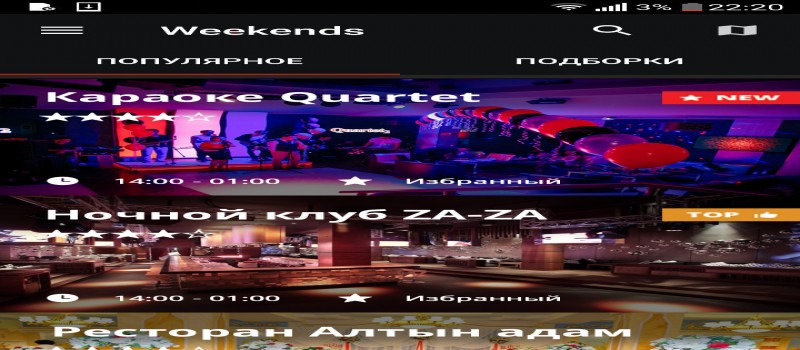 3% 22:20
Weekends
ПОПУЛЯРНОЕ ПОДБОРКИ
Караоке Quartet
★ NEW
Quartet
14:00 - 01:00 ★ Избранный
Ночной клуб ZA-ZA
TOP
14:00 - 01:00 ★ Избранный
Ресторан Алтын адам